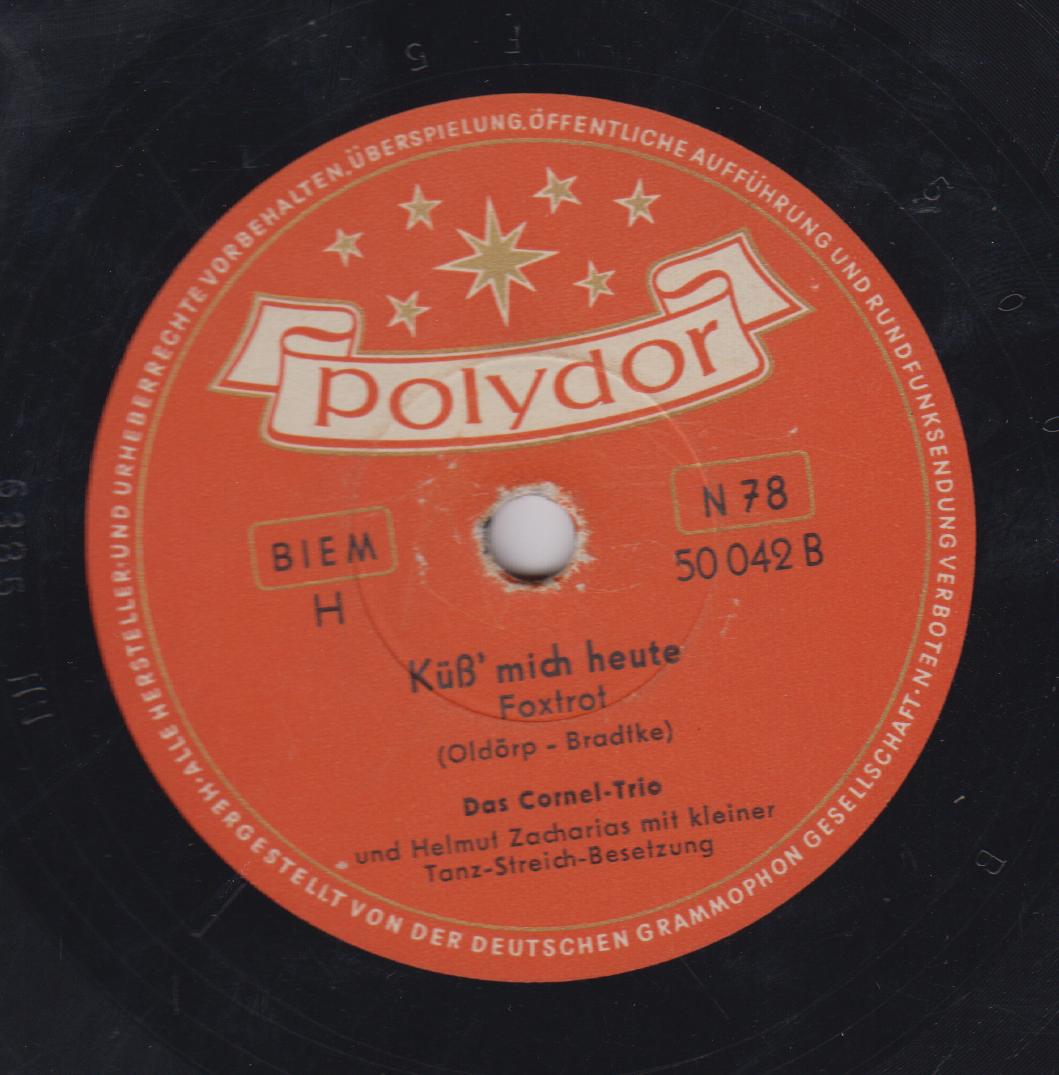 ·ALLE HERSTELLER-UND URHEBERRECHTE VORBEHALTEN.ÜBERSPIELUNG.ÖFFENTLICHE AUFFÜHRUNG UND RUNDFUNKSENDUNG VERBOTEN.
polydor
N 78
BIEM
50 042 B
H
Küß' mich heute
Foxtrot
(Oldörp - Bradtke)
Das Cornel-Trio
und Helmut Zacharias mit kleiner
Tanz-Streich-Besetzung
·HERGESTELLT VON DER DEUTSCHEN GRAMMOPHON GESELLSCHAFT·